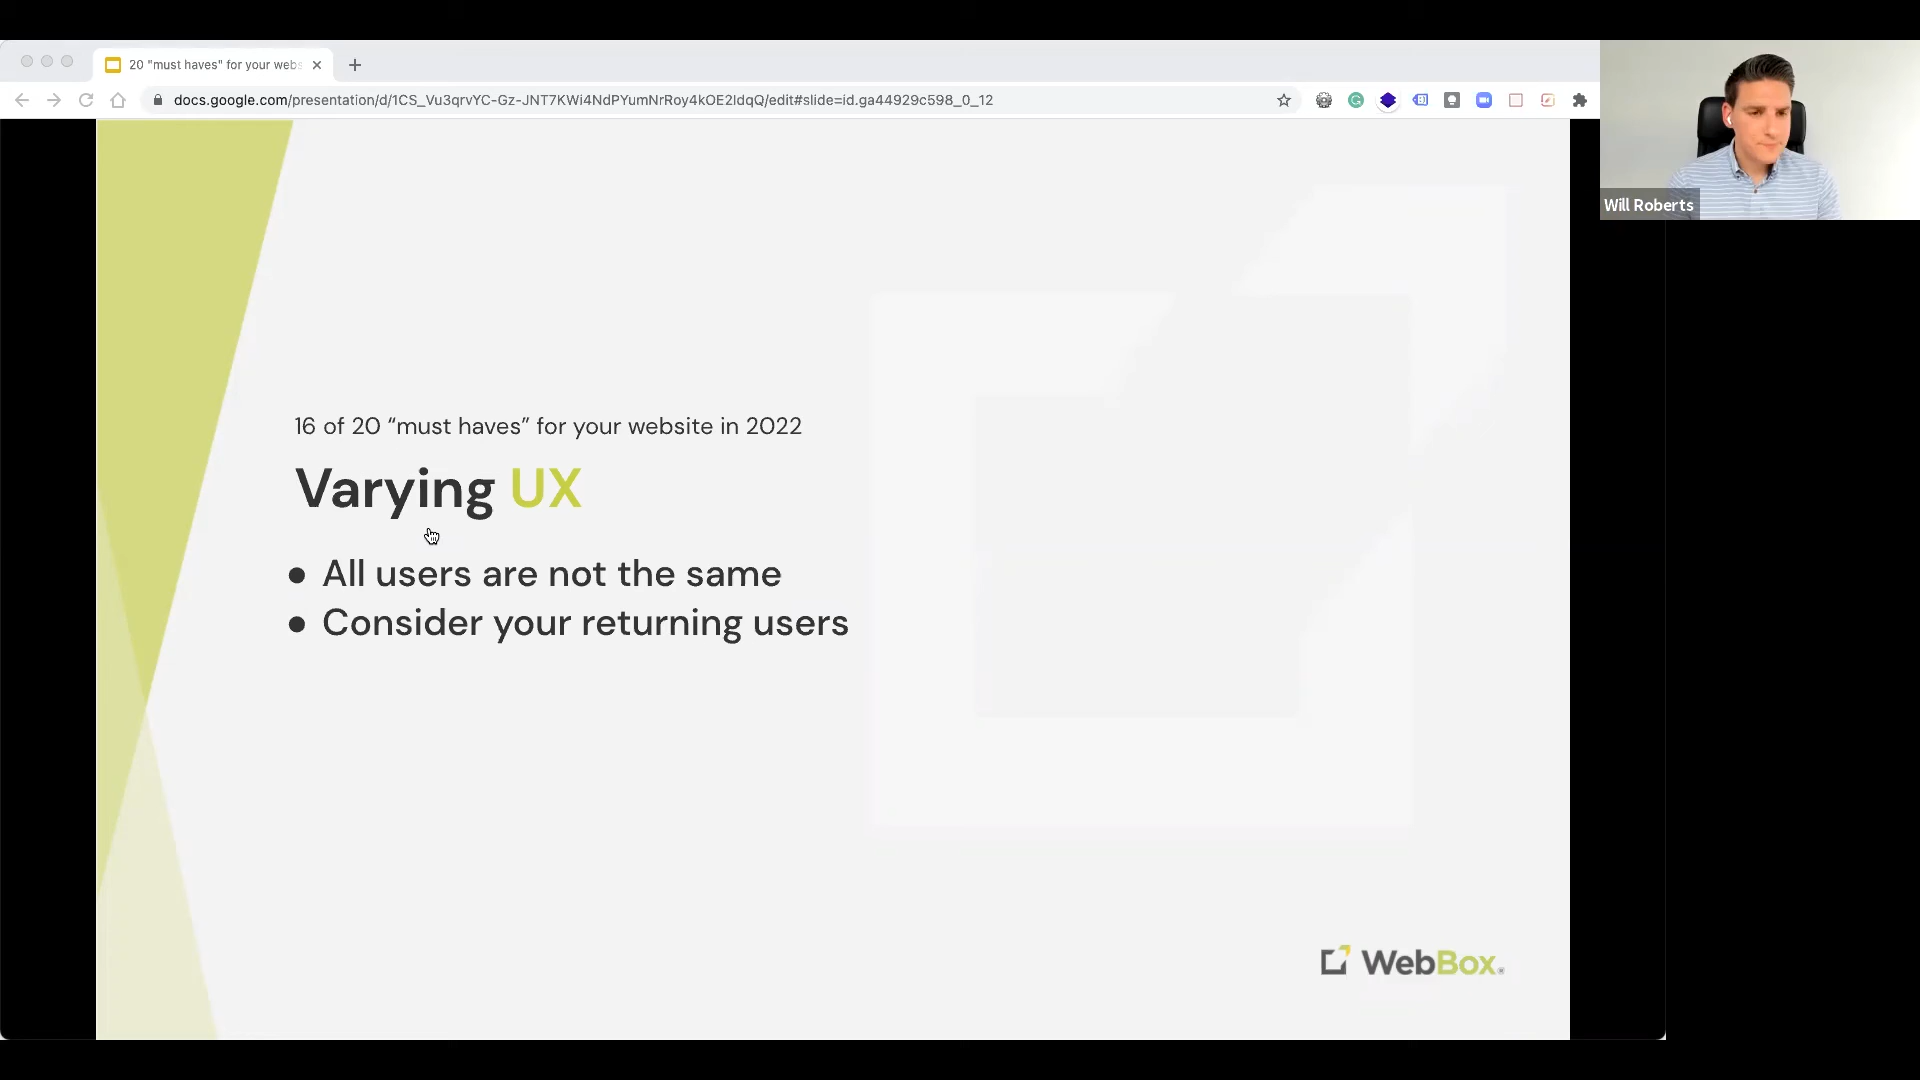 20 "must haves" for your webs
docs.google.com/presentation/d/1CS_Vu3qrvYC-Gz-JNT7KWi4NdPYumNrRoy4kOE2ldqQ/edit#slide=id.ga44929c598_0_12
Will Roberts
16 of 20 “must haves” for your website in 2022
Varying UX
● All users are not the same
● Consider your returning users
WebBox®